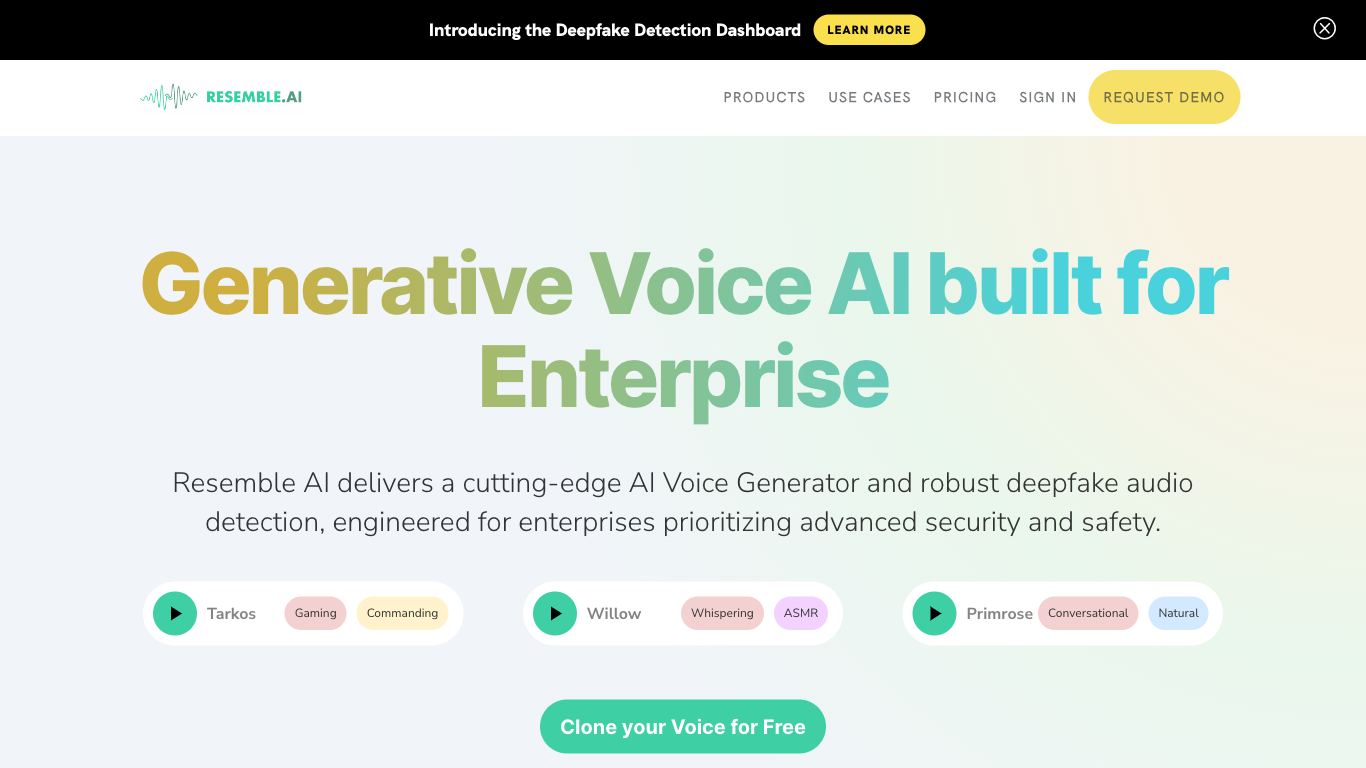 Introducing the Deepfake Detection Dashboard LEARN MORE
RESEMBLE.AI PRODUCTS USE CASES PRICING SIGN IN REQUEST DEMO
Generative Voice AI built for
Enterprise
Resemble AI delivers a cutting-edge AI Voice Generator and robust deepfake audio
detection, engineered for enterprises prioritizing advanced security and safety.
Tarkos Gaming Commanding Willow Whispering ASMR Primrose Conversational Natural
Clone your Voice for Free